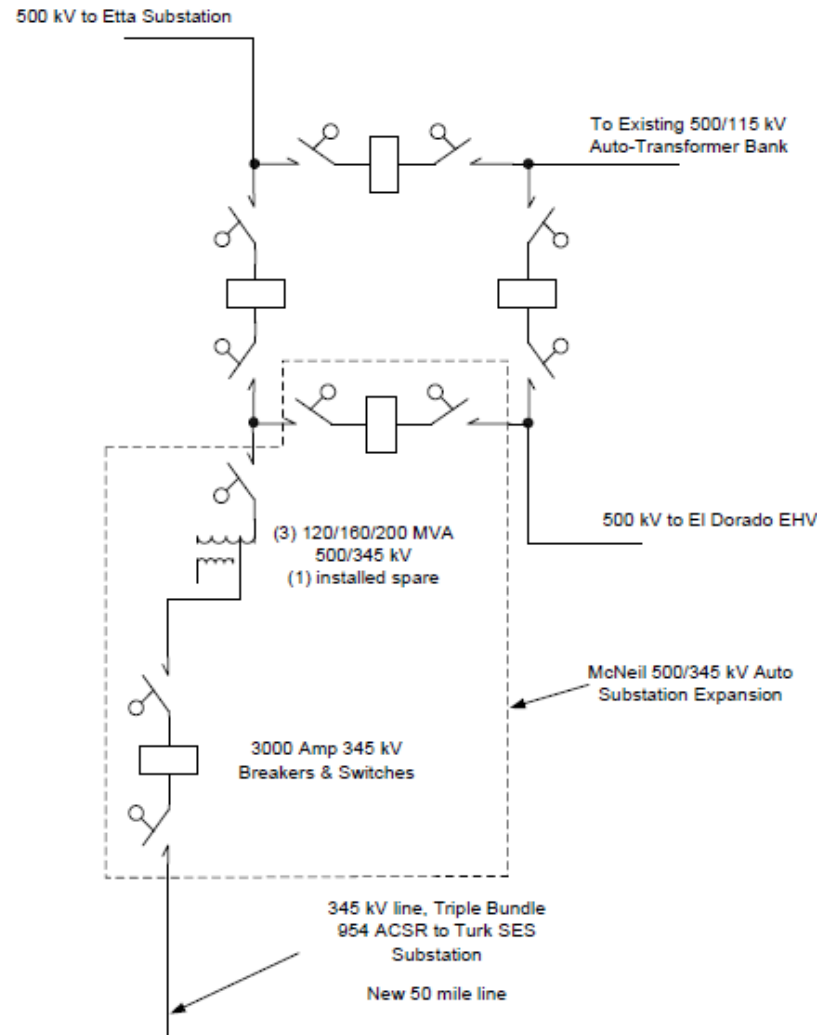 500 kV to Etta Substation
To Existing 500/115 kV
Auto-Transformer Bank
500 kV to El Dorado EHV
(3) 120/160/200 MVA
500/345 kV
(1) installed spare
McNeil 500/345 kV Auto
Substation Expansion
3000 Amp 345 kV
Breakers & Switches
345 kV line, Triple Bundle
954 ACSR to Turk SES
Substation
New 50 mile line